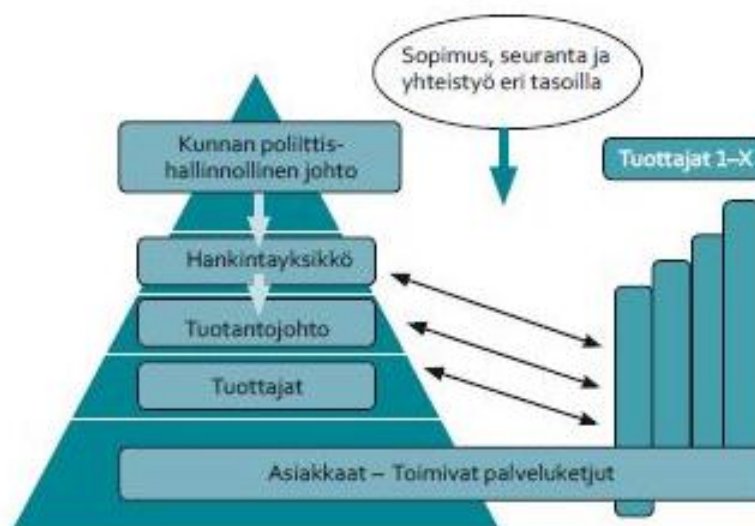 Sopimus, seuranta ja
yhteistyö eri tasoilla
Kunnan poliittis-
hallinnollinen johto
Tuottajat 1–X
Hankintayksikkö
Tuotantojohto
Tuottajat
Asiakkaat – Toimivat palveluketjut